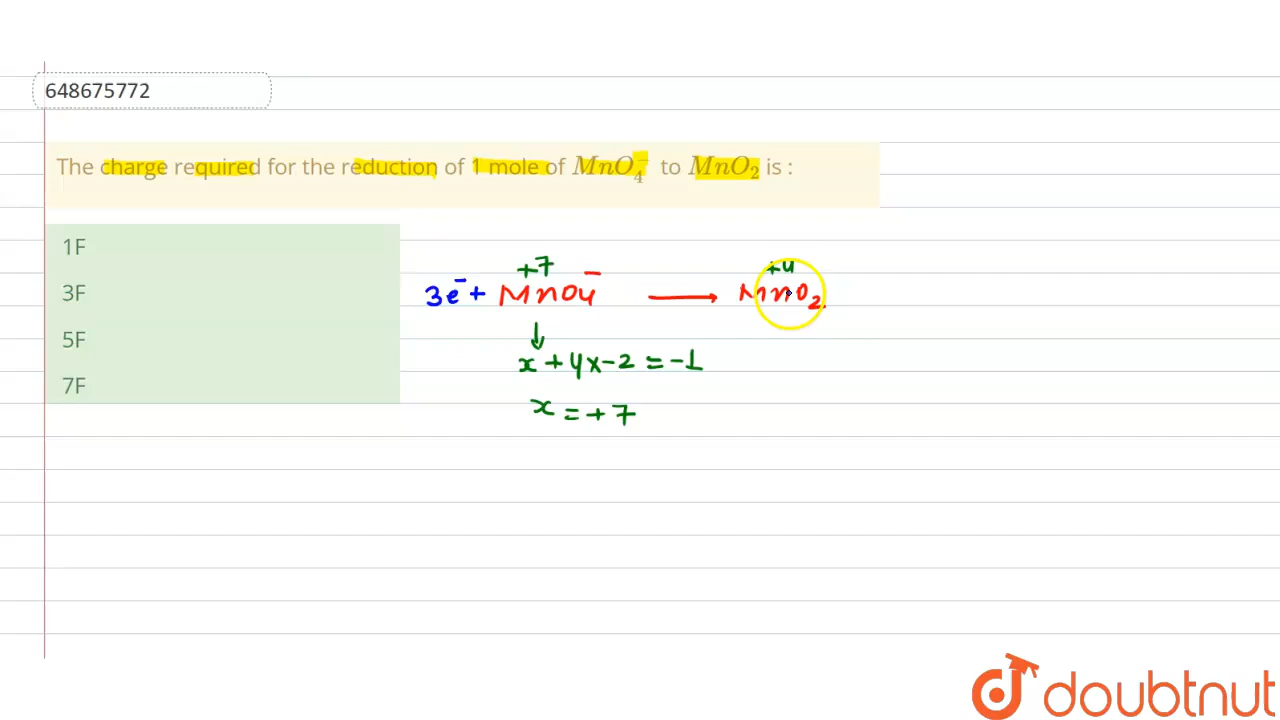 648675772
The charge required for the reduction of 1 mole of MnO₄⁻ to MnO₂ is :
1F
3F
5F
7F
+7 +4
3e⁻ + MnO4⁻ → MnO₂
↓
x + 4x-2 = -1
x = +7
doubtnut